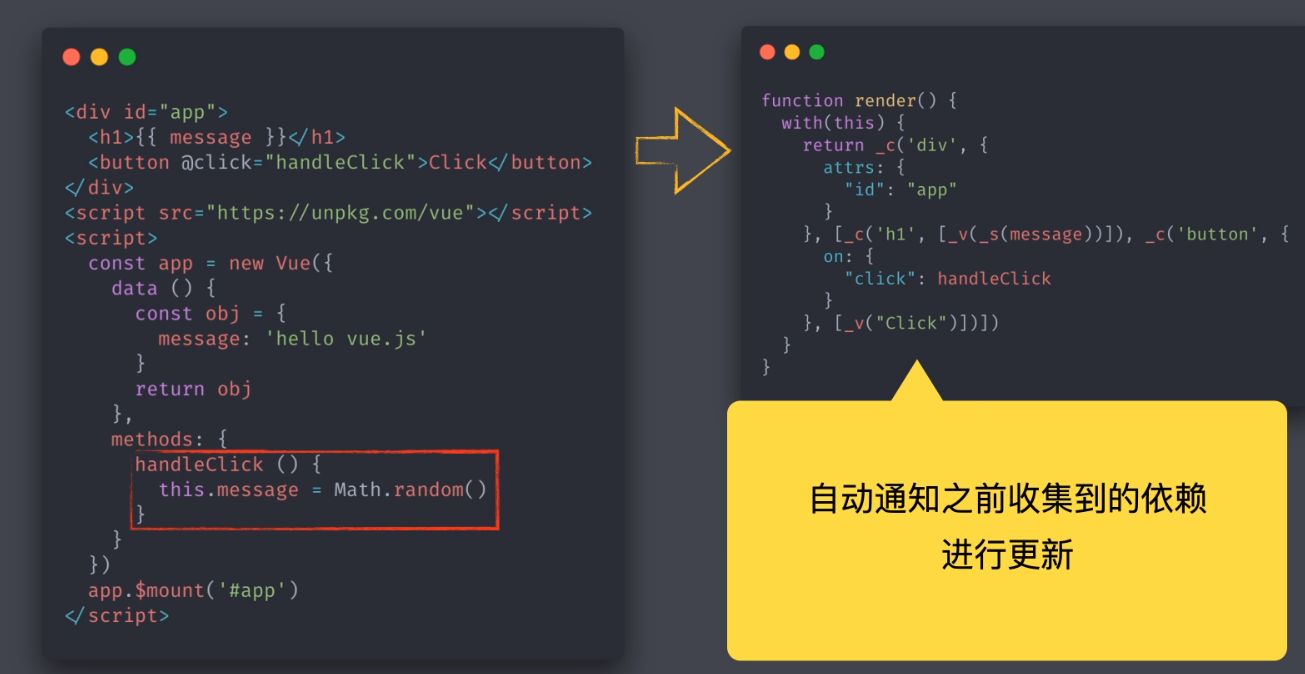 <div id="app">
  <h1>{{ message }}</h1>
  <button @click="handleClick">Click</button>
</div>
<script src="https://unpkg.com/vue"></script>
<script>
  const app = new Vue({
    data () {
      const obj = {
        message: 'hello vue.js'
      }
      return obj
    },
    methods: {
      handleClick () {
        this.message = Math.random()
      }
    }
  })
  app.$mount('#app')
</script>
function render() {
  with(this) {
    return _c('div', {
      attrs: {
        "id": "app"
      }
    }, [_c('h1', [_v(_s(message))]), _c('button', {
      on: {
        "click": handleClick
      }
    }, [_v("Click")])])
  }
}
自动通知之前收集到的依赖
进行更新